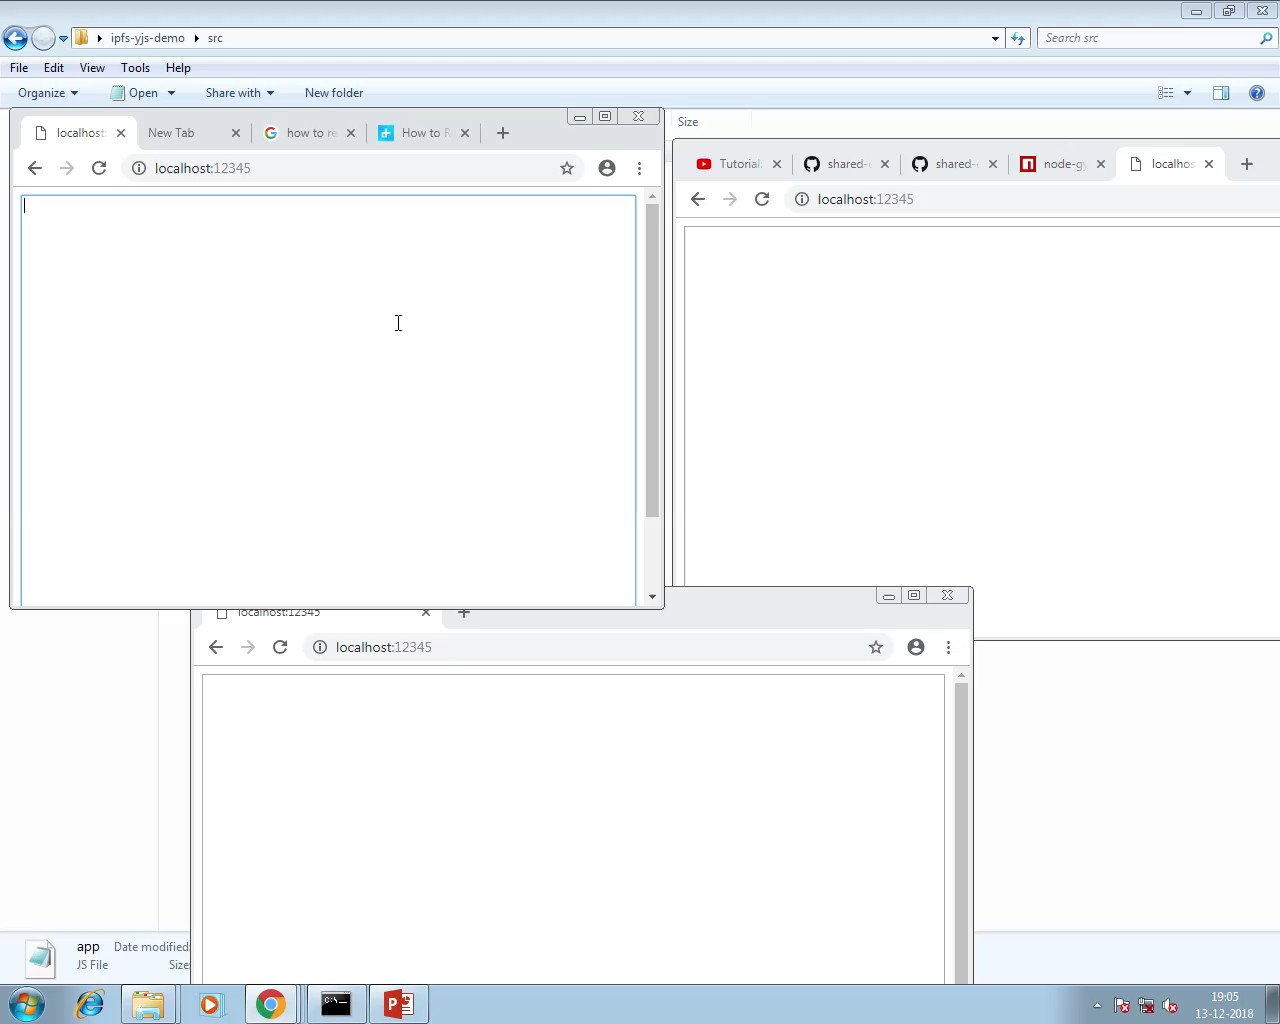 ipfs-yjs-demo src
Search src
File Edit View Tools Help
Organize Open Share with New folder
Size
localhost: New Tab how to re How to R
localhost:12345
Tutorial shared- shared- node-gy localhos
localhost:12345
localhost:12345
localhost:12345
app Date modified:
JS File Size:
C:\_
19:05
13-12-2018